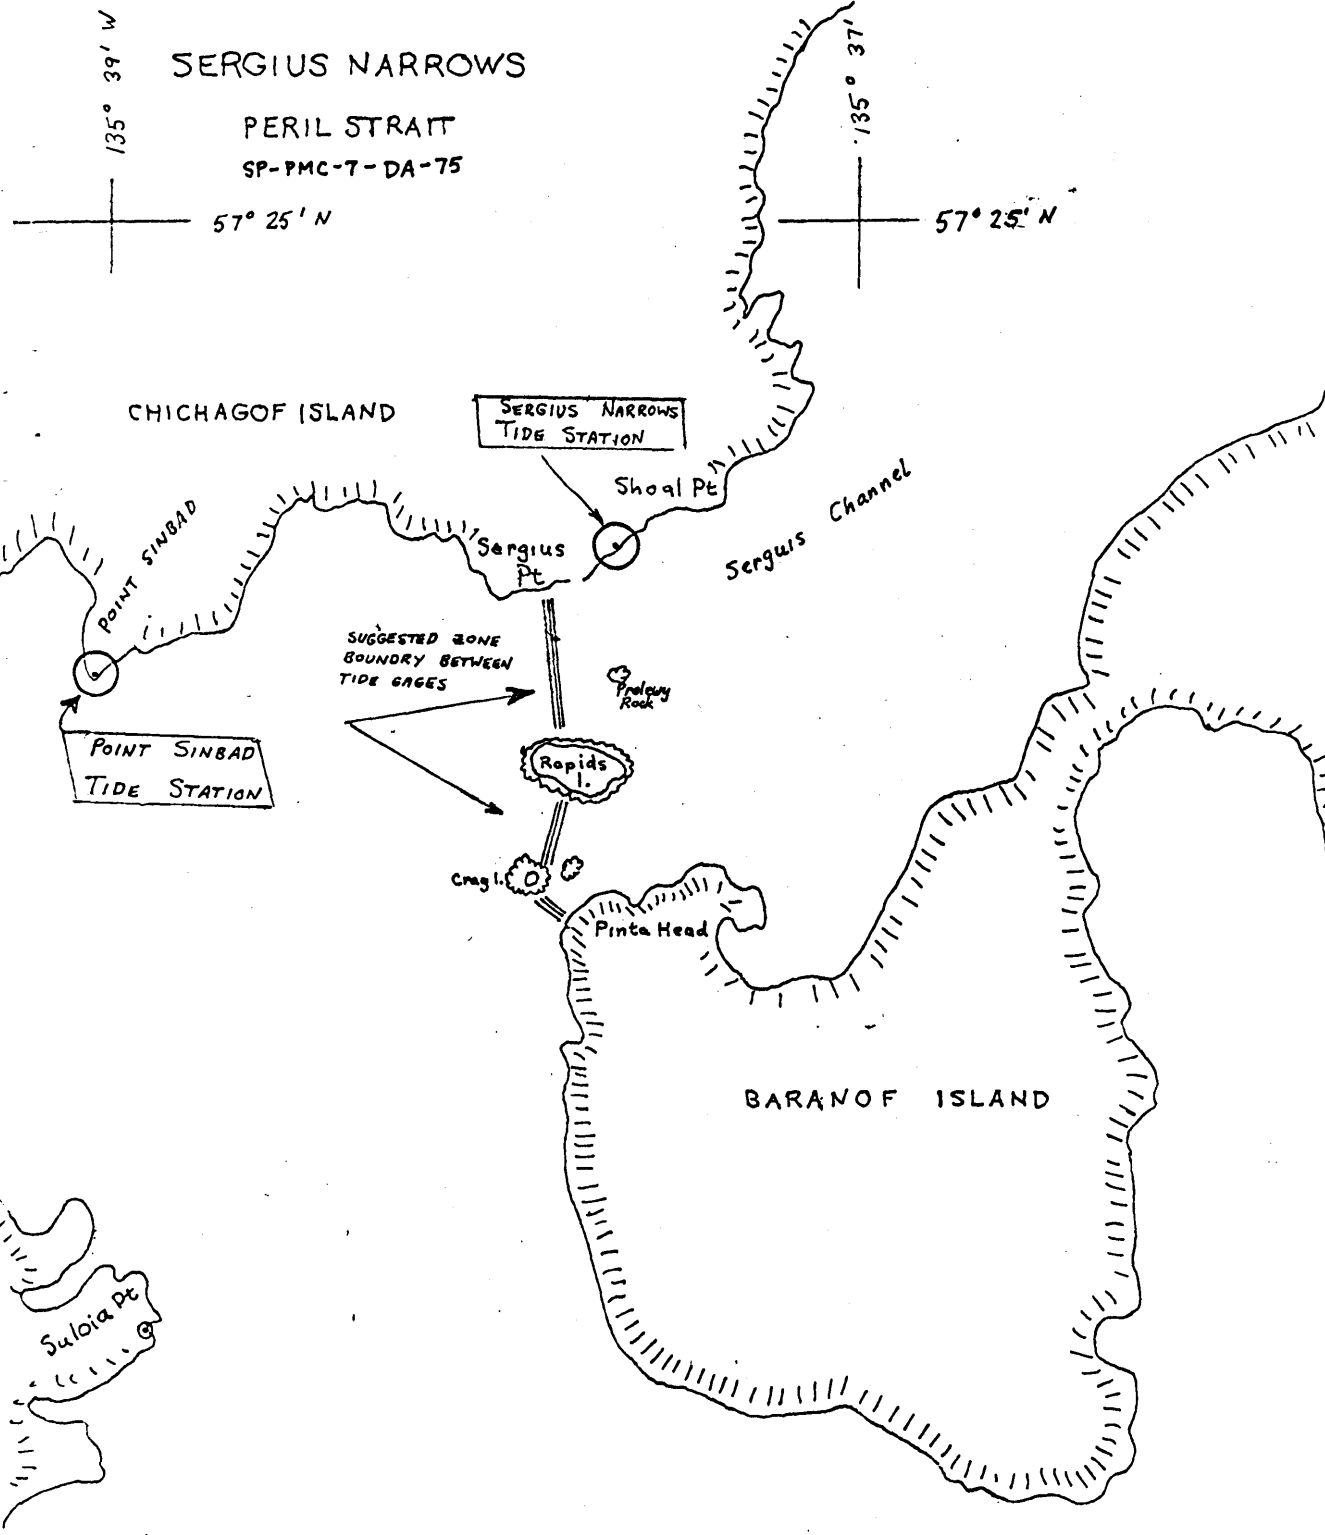 135° 39' W
SERGIUS NARROWS
PERIL STRAIT
SP-PMC-7-DA-75
57° 25' N
135° 37'
57° 25' N
CHICHAGOF ISLAND
SERGIUS NARROWS
TIDE STATION
Shoal Pt
Serguis Channel
POINT SINBAD
Sergius
Pt
SUGGESTED ZONE
BOUNDRY BETWEEN
TIDE GAGES
Prolewy
Rock
POINT SINBAD
TIDE STATION
Rapids
I.
Crag I.
Pinta Head
BARANOF ISLAND
Suloia Pt